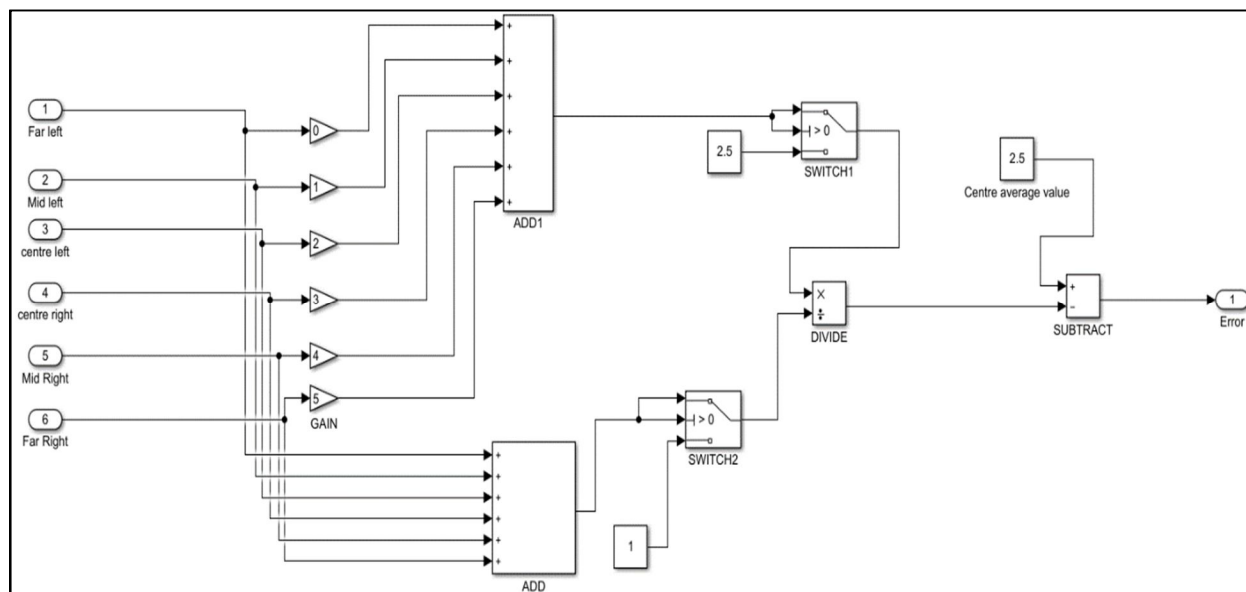 1
Far left
2
Mid left
3
centre left
4
centre right
5
Mid Right
6
Far Right
0
1
2
3
4
5
GAIN
+
+
+
+
+
+
ADD1
+
+
+
+
+
+
ADD
2.5
> 0
SWITCH1
1
> 0
SWITCH2
×
÷
DIVIDE
2.5
Centre average value
+
−
SUBTRACT
1
Error